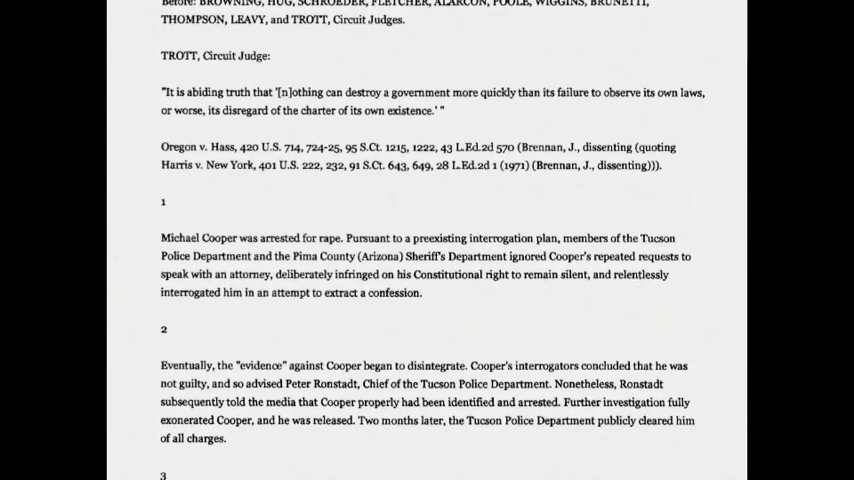 Before: BROWNING, HUG, SCHROEDER, FLETCHER, ALARCON, POOLE, WIGGINS, BRUNETTI,
THOMPSON, LEAVY, and TROTT, Circuit Judges.
TROTT, Circuit Judge:
"It is abiding truth that '[n]othing can destroy a government more quickly than its failure to observe its own laws,
or worse, its disregard of the charter of its own existence.' "
Oregon v. Hass, 420 U.S. 714, 724-25, 95 S.Ct. 1215, 1222, 43 L.Ed.2d 570 (Brennan, J., dissenting (quoting
Harris v. New York, 401 U.S. 222, 232, 91 S.Ct. 643, 649, 28 L.Ed.2d 1 (1971) (Brennan, J., dissenting))).
1
Michael Cooper was arrested for rape. Pursuant to a preexisting interrogation plan, members of the Tucson
Police Department and the Pima County (Arizona) Sheriff's Department ignored Cooper's repeated requests to
speak with an attorney, deliberately infringed on his Constitutional right to remain silent, and relentlessly
interrogated him in an attempt to extract a confession.
2
Eventually, the "evidence" against Cooper began to disintegrate. Cooper's interrogators concluded that he was
not guilty, and so advised Peter Ronstadt, Chief of the Tucson Police Department. Nonetheless, Ronstadt
subsequently told the media that Cooper properly had been identified and arrested. Further investigation fully
exonerated Cooper, and he was released. Two months later, the Tucson Police Department publicly cleared him
of all charges.
3